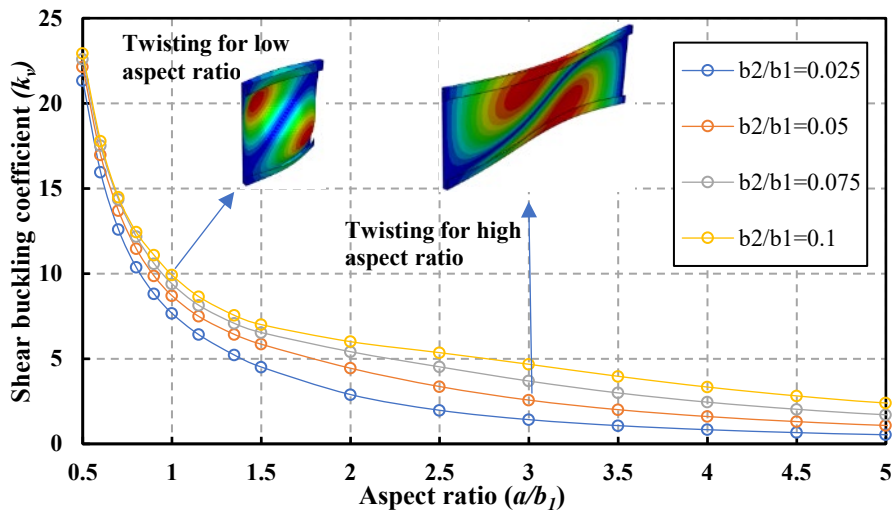 25
20
15
10
5
0
Shear buckling coefficient (kᵥ)
Twisting for low
aspect ratio
Twisting for high
aspect ratio
b2/b1=0.025
b2/b1=0.05
b2/b1=0.075
b2/b1=0.1
0.5 1 1.5 2 2.5 3 3.5 4 4.5 5
Aspect ratio (a/b₁)